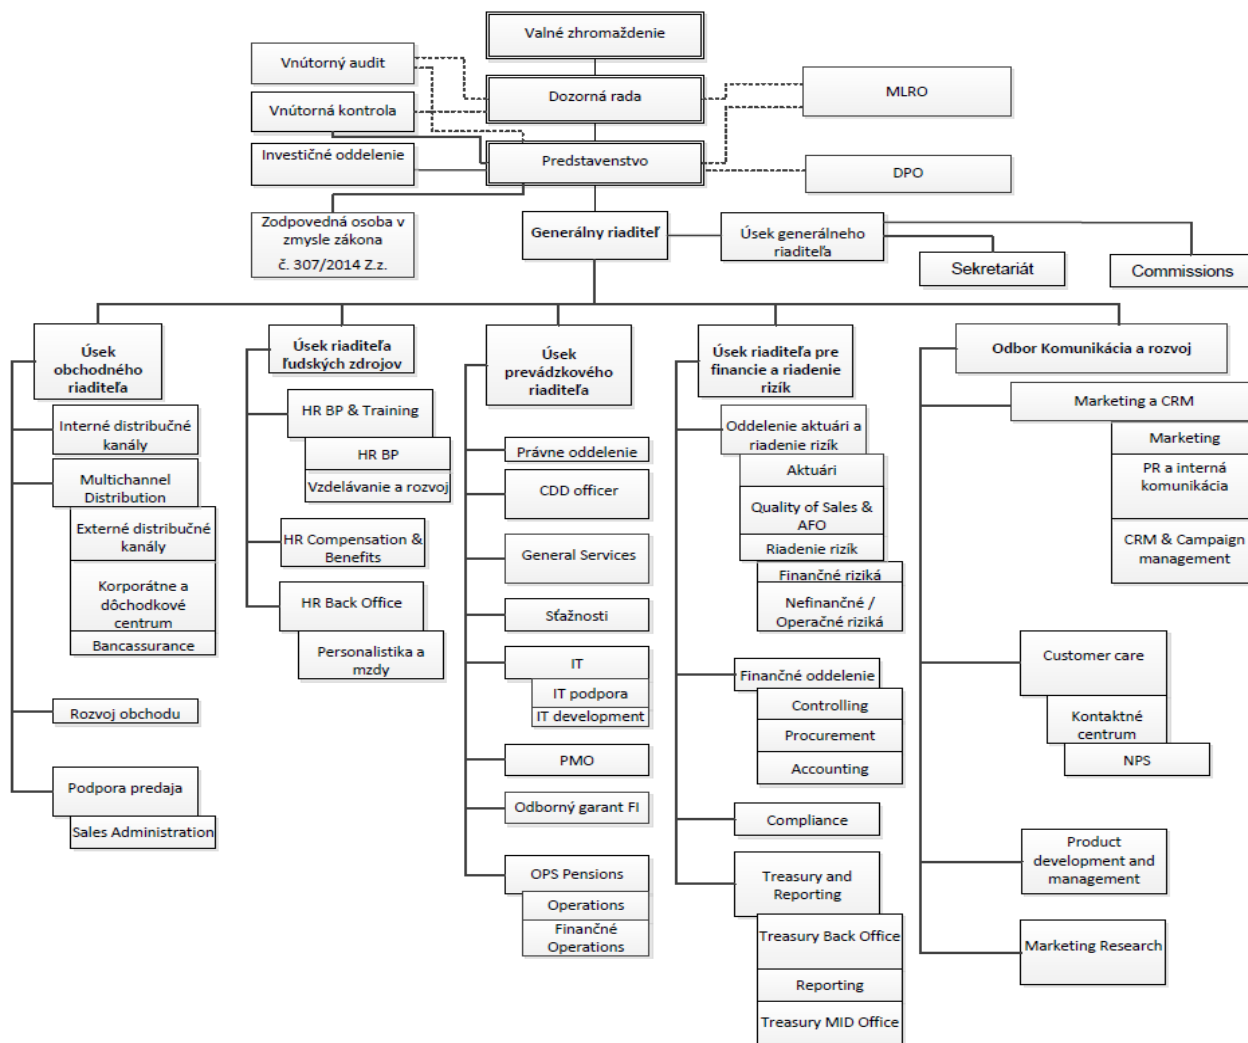 Valné zhromaždenie
Vnútorný audit
Dozorná rada
MLRO
Vnútorná kontrola
Investičné oddelenie
Predstavenstvo
DPO
Zodpovedná osoba v
zmysle zákona
č. 307/2014 Z.z.
Generálny riaditeľ
Úsek generálneho
riaditeľa
Sekretariát
Commissions
Úsek
obchodného
riaditeľa
Interné distribučné
kanály
Multichannel
Distribution
Externé distribučné
kanály
Korporátne a
dôchodkové
centrum
Bancassurance
Rozvoj obchodu
Podpora predaja
Sales Administration
Úsek riaditeľa
ľudských zdrojov
HR BP & Training
HR BP
Vzdelávanie a rozvoj
HR Compensation &
Benefits
HR Back Office
Personalistika a
mzdy
Úsek
prevádzkového
riaditeľa
Právne oddelenie
CDD officer
General Services
Sťažnosti
IT
IT podpora
IT development
PMO
Odborný garant FI
OPS Pensions
Operations
Finančné
Operations
Úsek riaditeľa pre
financie a riadenie
rizík
Oddelenie aktuári a
riadenie rizík
Aktuári
Quality of Sales &
AFO
Riadenie rizík
Finančné riziká
Nefinančné /
Operačné riziká
Finančné oddelenie
Controlling
Procurement
Accounting
Compliance
Treasury and
Reporting
Treasury Back Office
Reporting
Treasury MID Office
Odbor Komunikácia a rozvoj
Marketing a CRM
Marketing
PR a interná
komunikácia
CRM & Campaign
management
Customer care
Kontaktné
centrum
NPS
Product
development and
management
Marketing Research